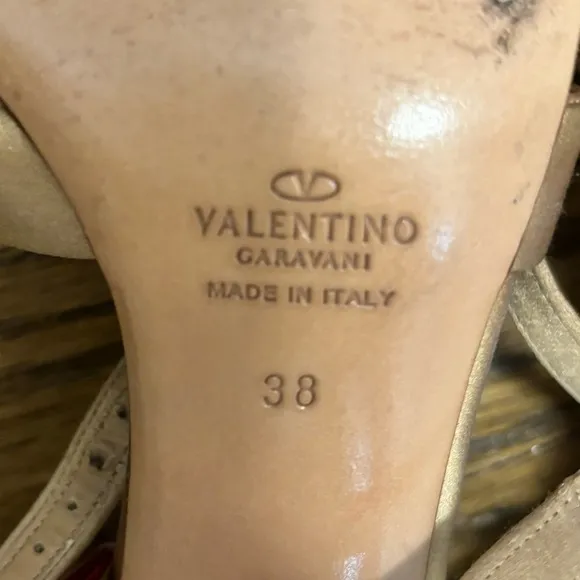 VALENTINO
GARAVANI
MADE IN ITALY
38